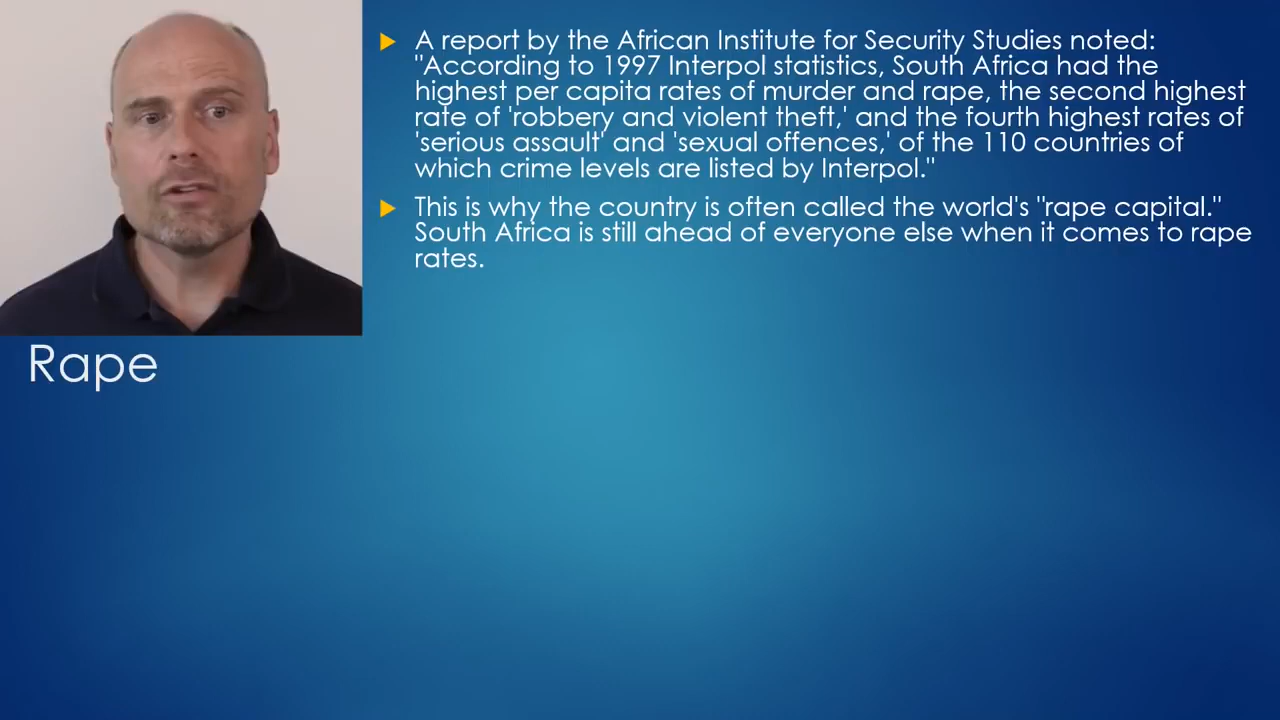 A report by the African Institute for Security Studies noted:
"According to 1997 Interpol statistics, South Africa had the
highest per capita rates of murder and rape, the second highest
rate of 'robbery and violent theft,' and the fourth highest rates of
'serious assault' and 'sexual offences,' of the 110 countries of
which crime levels are listed by Interpol."
This is why the country is often called the world's "rape capital."
South Africa is still ahead of everyone else when it comes to rape
rates.
Rape